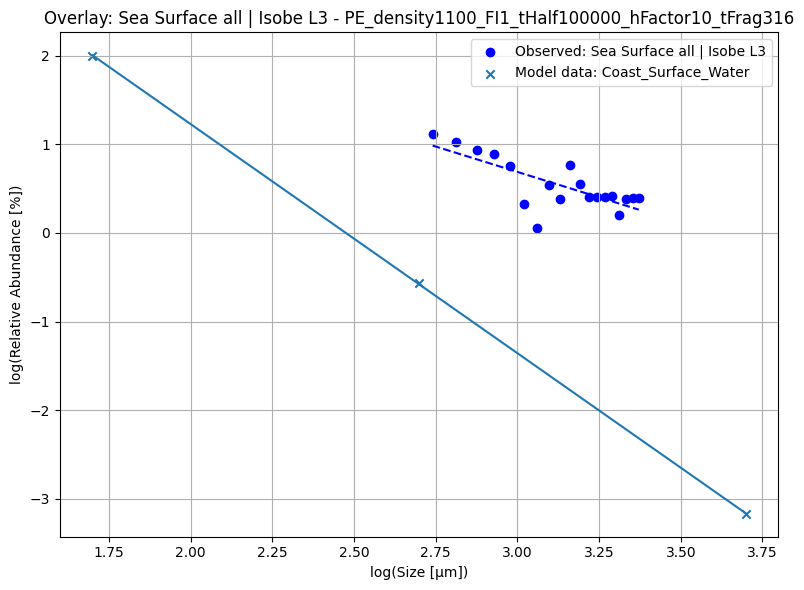 Overlay: Sea Surface all | Isobe L3 - PE_density1100_FI1_tHalf100000_hFactor10_tFrag316
Observed: Sea Surface all | Isobe L3
Model data: Coast_Surface_Water
log(Relative Abundance [%])
2
1
0
−1
−2
−3
1.75 2.00 2.25 2.50 2.75 3.00 3.25 3.50 3.75
log(Size [μm])